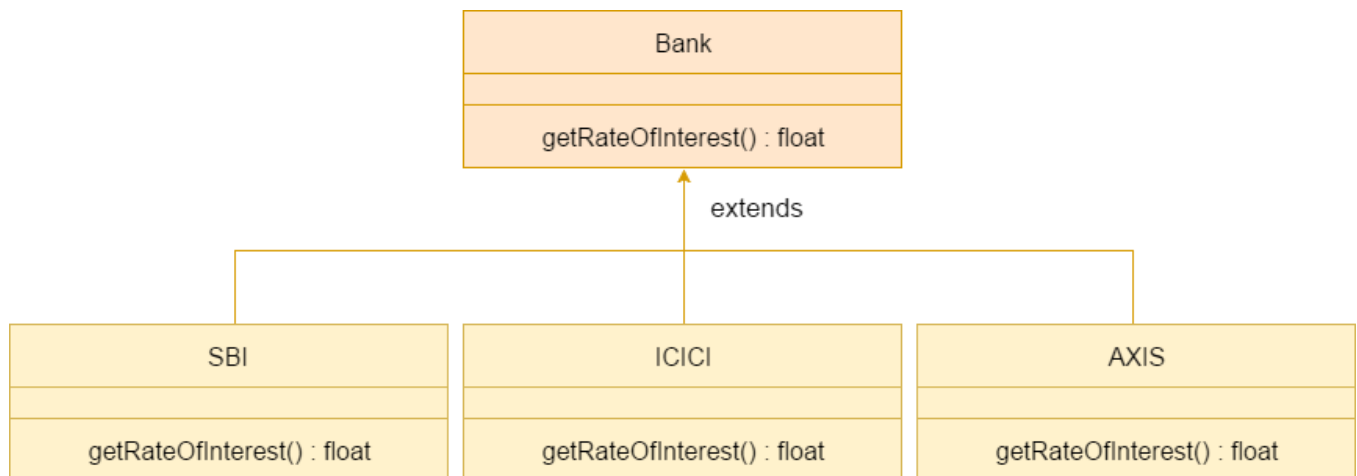 Bank
getRateOfInterest() : float
extends
SBI
ICICI
AXIS
getRateOfInterest() : float
getRateOfInterest() : float
getRateOfInterest() : float